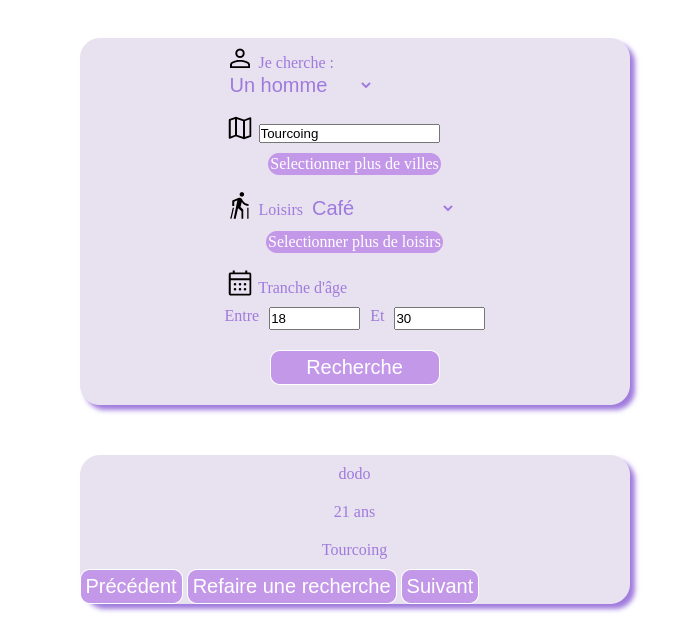 Je cherche :
Un homme
Tourcoing
Selectionner plus de villes
Loisirs Café
Selectionner plus de loisirs
Tranche d'âge
Entre 18 Et 30
Recherche
dodo
21 ans
Tourcoing
Précédent Refaire une recherche Suivant